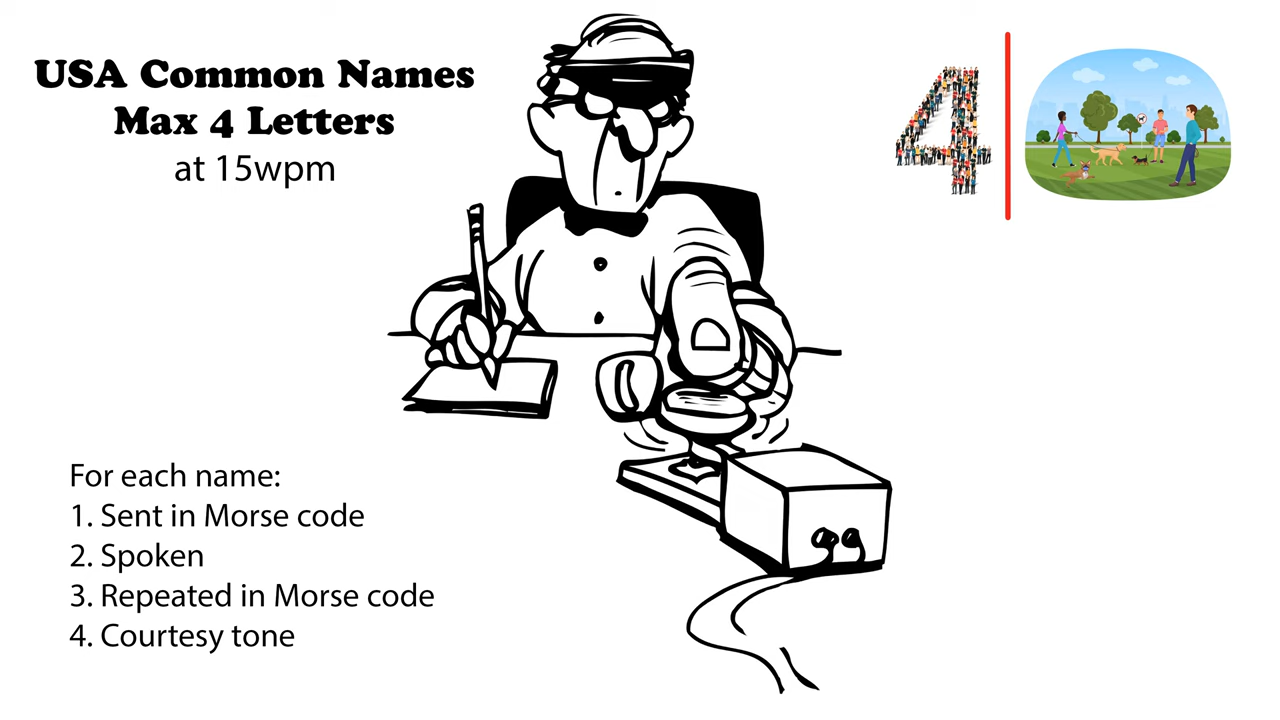 USA Common Names
Max 4 Letters
at 15wpm
4
For each name:
1. Sent in Morse code
2. Spoken
3. Repeated in Morse code
4. Courtesy tone